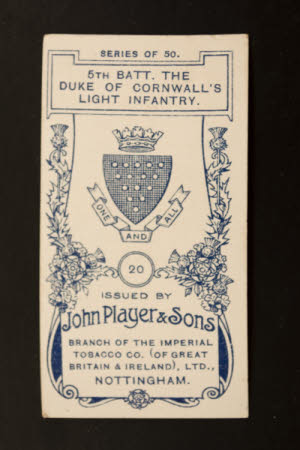 SERIES OF 50.
5TH BATT. THE
DUKE OF CORNWALL'S
LIGHT INFANTRY.
ONE AND ALL
20
ISSUED BY
John Player & Sons
BRANCH OF THE IMPERIAL
TOBACCO CO. (OF GREAT
BRITAIN & IRELAND), LTD.,
NOTTINGHAM.